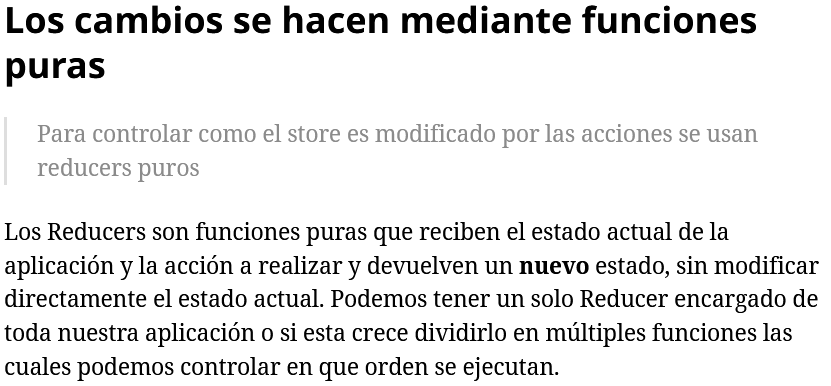 Los cambios se hacen mediante funciones
puras
Para controlar como el store es modificado por las acciones se usan
reducers puros
Los Reducers son funciones puras que reciben el estado actual de la
aplicación y la acción a realizar y devuelven un nuevo estado, sin modificar
directamente el estado actual. Podemos tener un solo Reducer encargado de
toda nuestra aplicación o si esta crece dividirlo en múltiples funciones las
cuales podemos controlar en que orden se ejecutan.